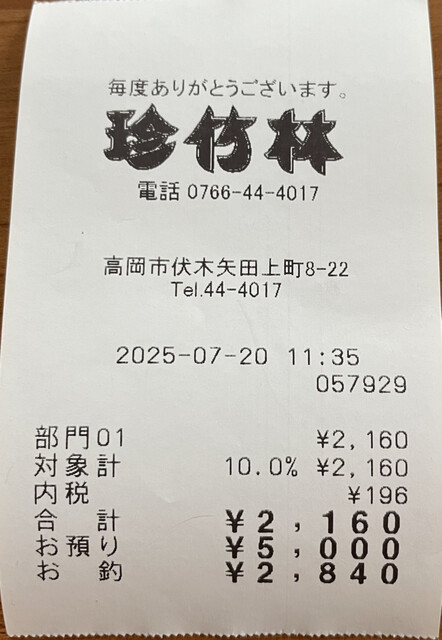 毎度ありがとうございます。
珍竹林
電話 0766-44-4017
高岡市伏木矢田上町8-22
Tel.44-4017
2025-07-20 11:35
057929
部門01 ¥2,160
対象計 10.0% ¥2,160
内税 ¥196
合計 ¥2,160
お預り ¥5,000
お釣 ¥2,840